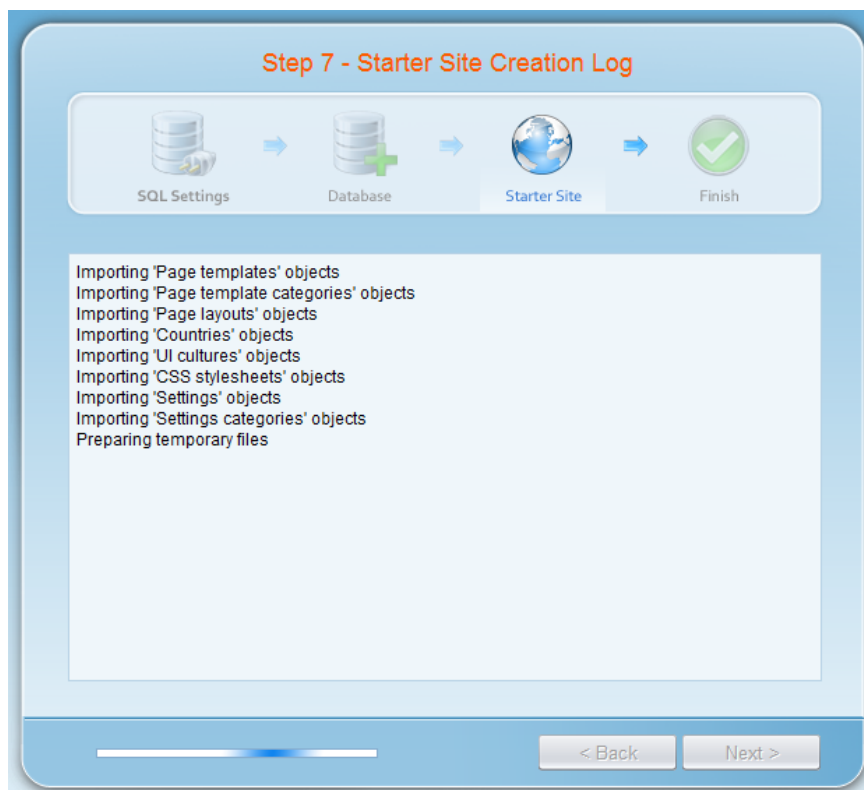 Step 7 - Starter Site Creation Log
SQL Settings
Database
Starter Site
Finish
Importing 'Page templates' objects
Importing 'Page template categories' objects
Importing 'Page layouts' objects
Importing 'Countries' objects
Importing 'UI cultures' objects
Importing 'CSS stylesheets' objects
Importing 'Settings' objects
Importing 'Settings categories' objects
Preparing temporary files
< Back
Next >